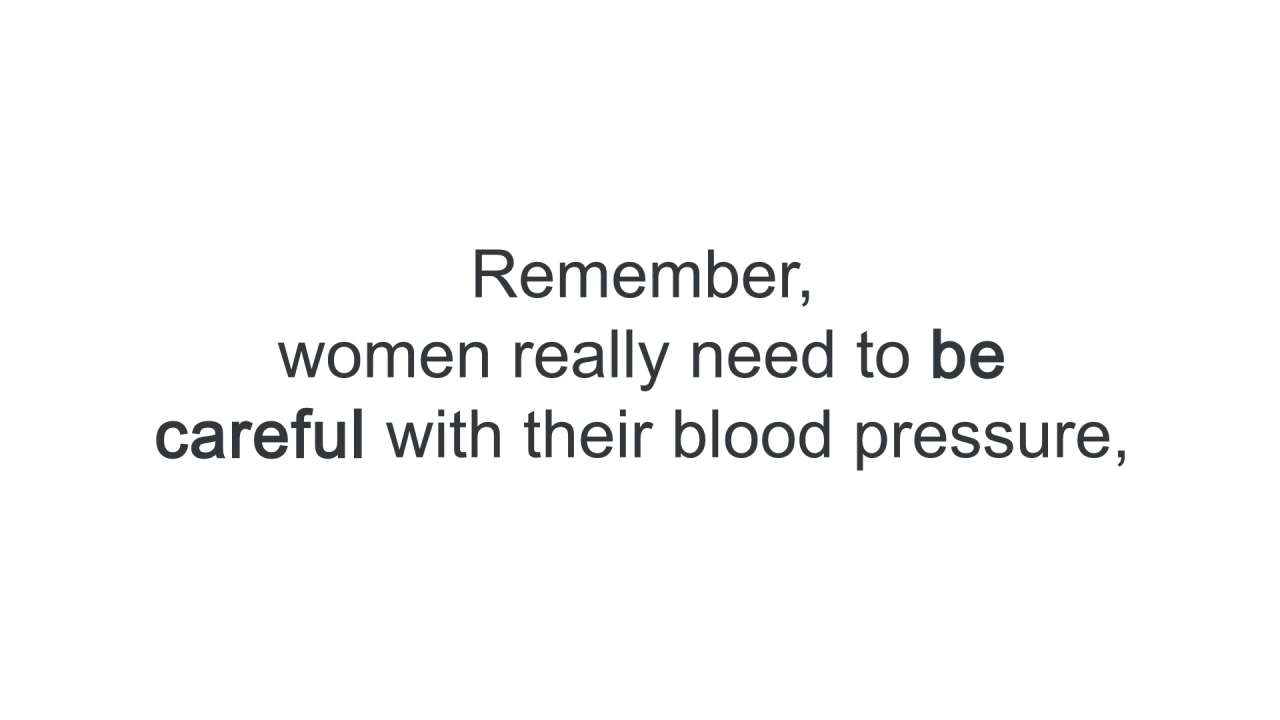 Remember,
women really need to be
careful with their blood pressure,